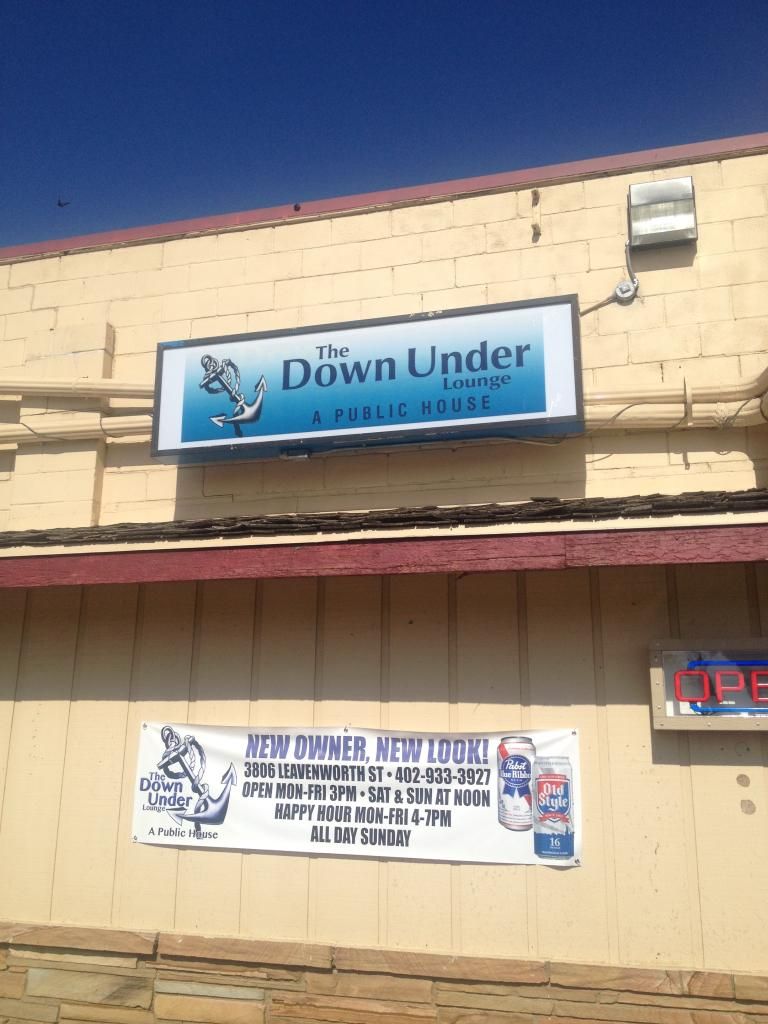 The
Down Under
Lounge
A PUBLIC HOUSE
OPE
NEW OWNER, NEW LOOK!
3806 LEAVENWORTH ST • 402-933-3927
OPEN MON-FRI 3PM • SAT & SUN AT NOON
HAPPY HOUR MON-FRI 4-7PM
ALL DAY SUNDAY
The
Down
Under
Lounge
A Public House
Pabst
Blue Ribbon
Old
Style
16